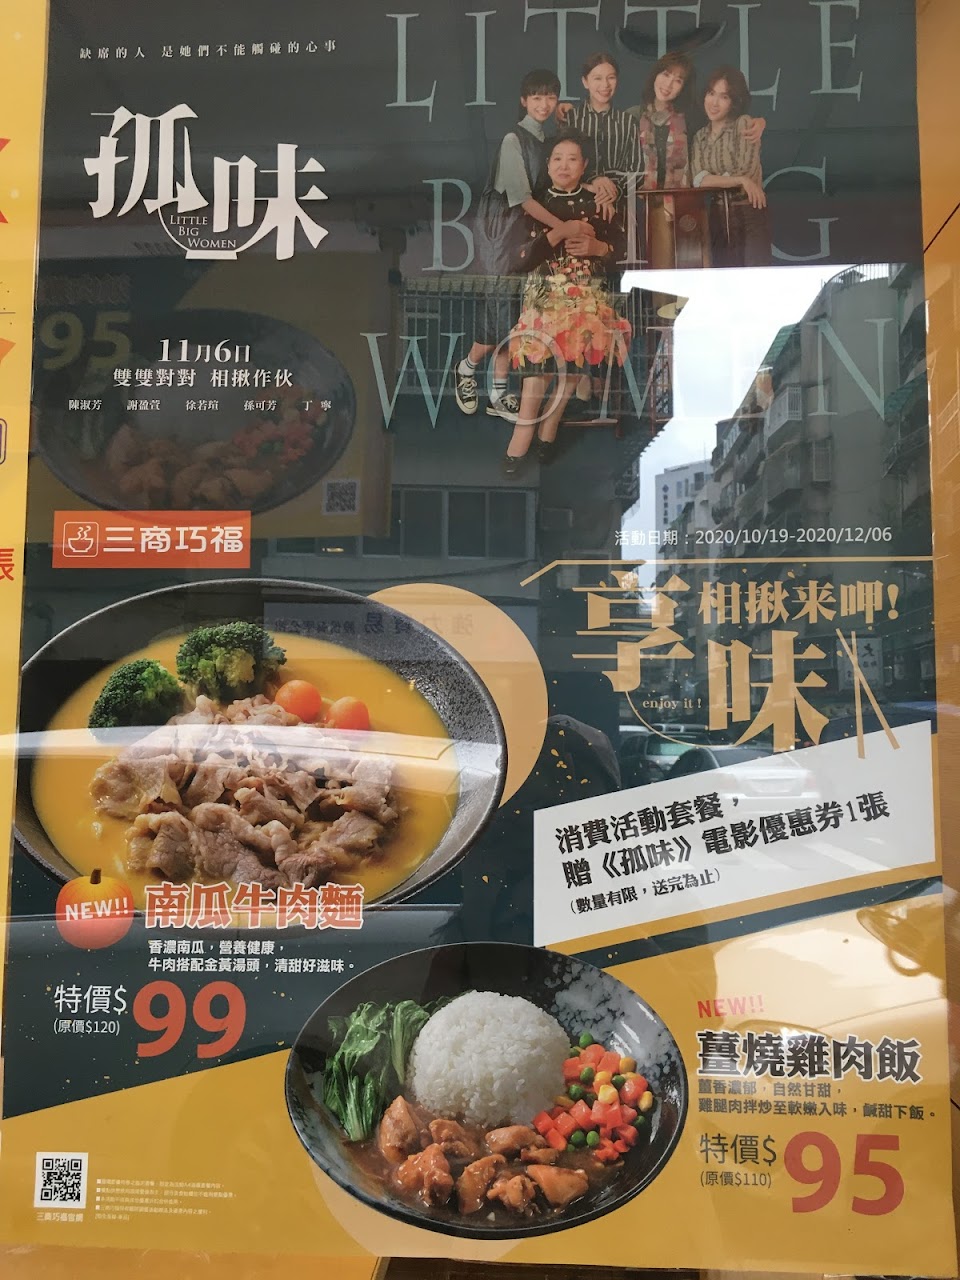 缺席的人 是她們不能觸碰的心事
LITTLE
BIG
WOMEN
孤味
LITTLE
BIG
WOMEN
95
11月6日
雙雙對對 相揪作伙
陳淑芳 謝盈萱 徐若瑄 孫可芳 丁寧
三商巧福
活動日期：2020/10/19-2020/12/06
享味
相揪来呷!
enjoy it !
消費活動套餐，
贈《孤味》電影優惠券1張
(數量有限，送完為止)
NEW!!
南瓜牛肉麵
香濃南瓜，營養健康，
牛肉搭配金黃湯頭，清甜好滋味。
特價$99
(原價$120)
NEW!!
薑燒雞肉飯
薑香濃郁，自然甘甜，
雞腿肉拌炒至軟嫩入味，鹹甜下飯。
特價$95
(原價$110)
三商巧福官網
張